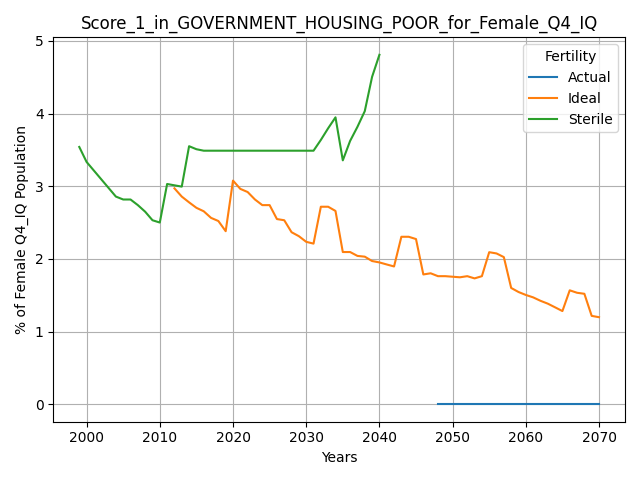 Score_1_in_GOVERNMENT_HOUSING_POOR_for_Female_Q4_IQ
% of Female Q4_IQ Population
5
4
3
2
1
0
Fertility
Actual
Ideal
Sterile
2000 2010 2020 2030 2040 2050 2060 2070
Years